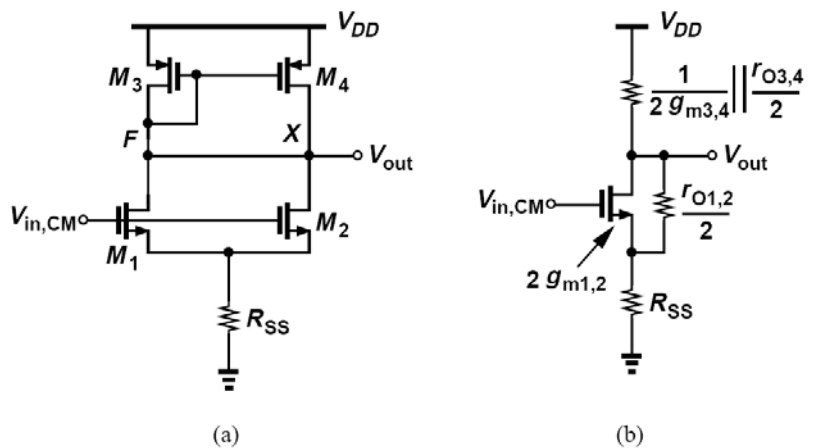 V_DD
M_3
M_4
F
X
V_out
V_in,CM
M_1
M_2
R_SS
(a)
V_DD
1 / 2 g_m3,4 || r_O3,4 / 2
V_out
V_in,CM
r_O1,2 / 2
2 g_m1,2
R_SS
(b)